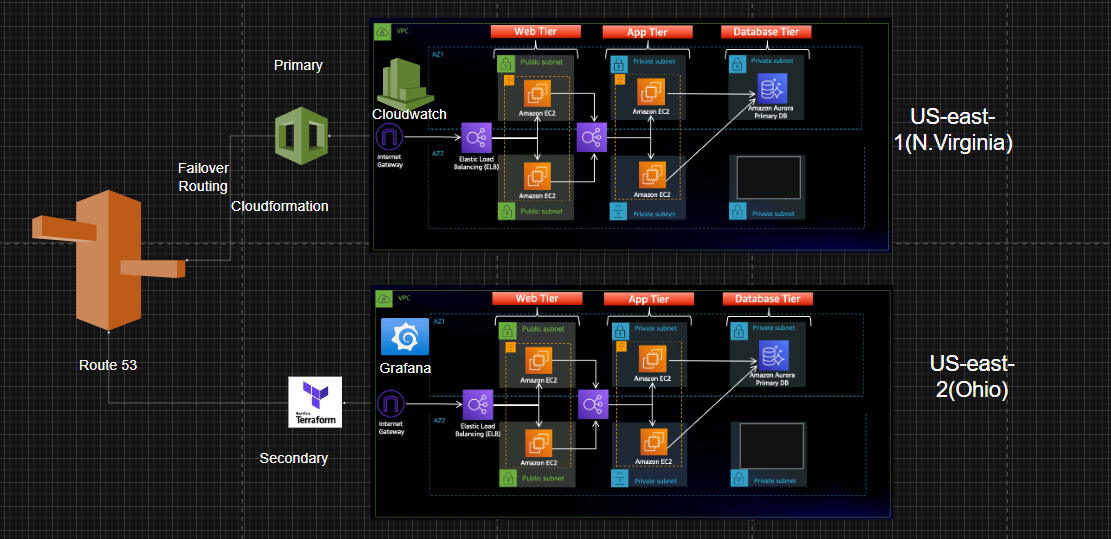 Primary
Cloudwatch
Failover
Routing
Cloudformation
Route 53
HashiCorp
Terraform
Secondary
VPC
Web Tier
App Tier
Database Tier
AZ1
Public subnet
Private subnet
Private subnet
Amazon EC2
Amazon EC2
Amazon Aurora
Primary DB
Internet
Gateway
AZ2
Elastic Load
Balancing (ELB)
Amazon EC2
Amazon EC2
Public subnet
Private subnet
Private subnet
US-east-
1(N.Virginia)
VPC
Web Tier
App Tier
Database Tier
AZ1
Public subnet
Private subnet
Private subnet
Grafana
Amazon EC2
Amazon EC2
Amazon Aurora
Primary DB
Internet
Gateway
AZ2
Elastic Load
Balancing (ELB)
Amazon EC2
Amazon EC2
Public subnet
Private subnet
Private subnet
US-east-
2(Ohio)